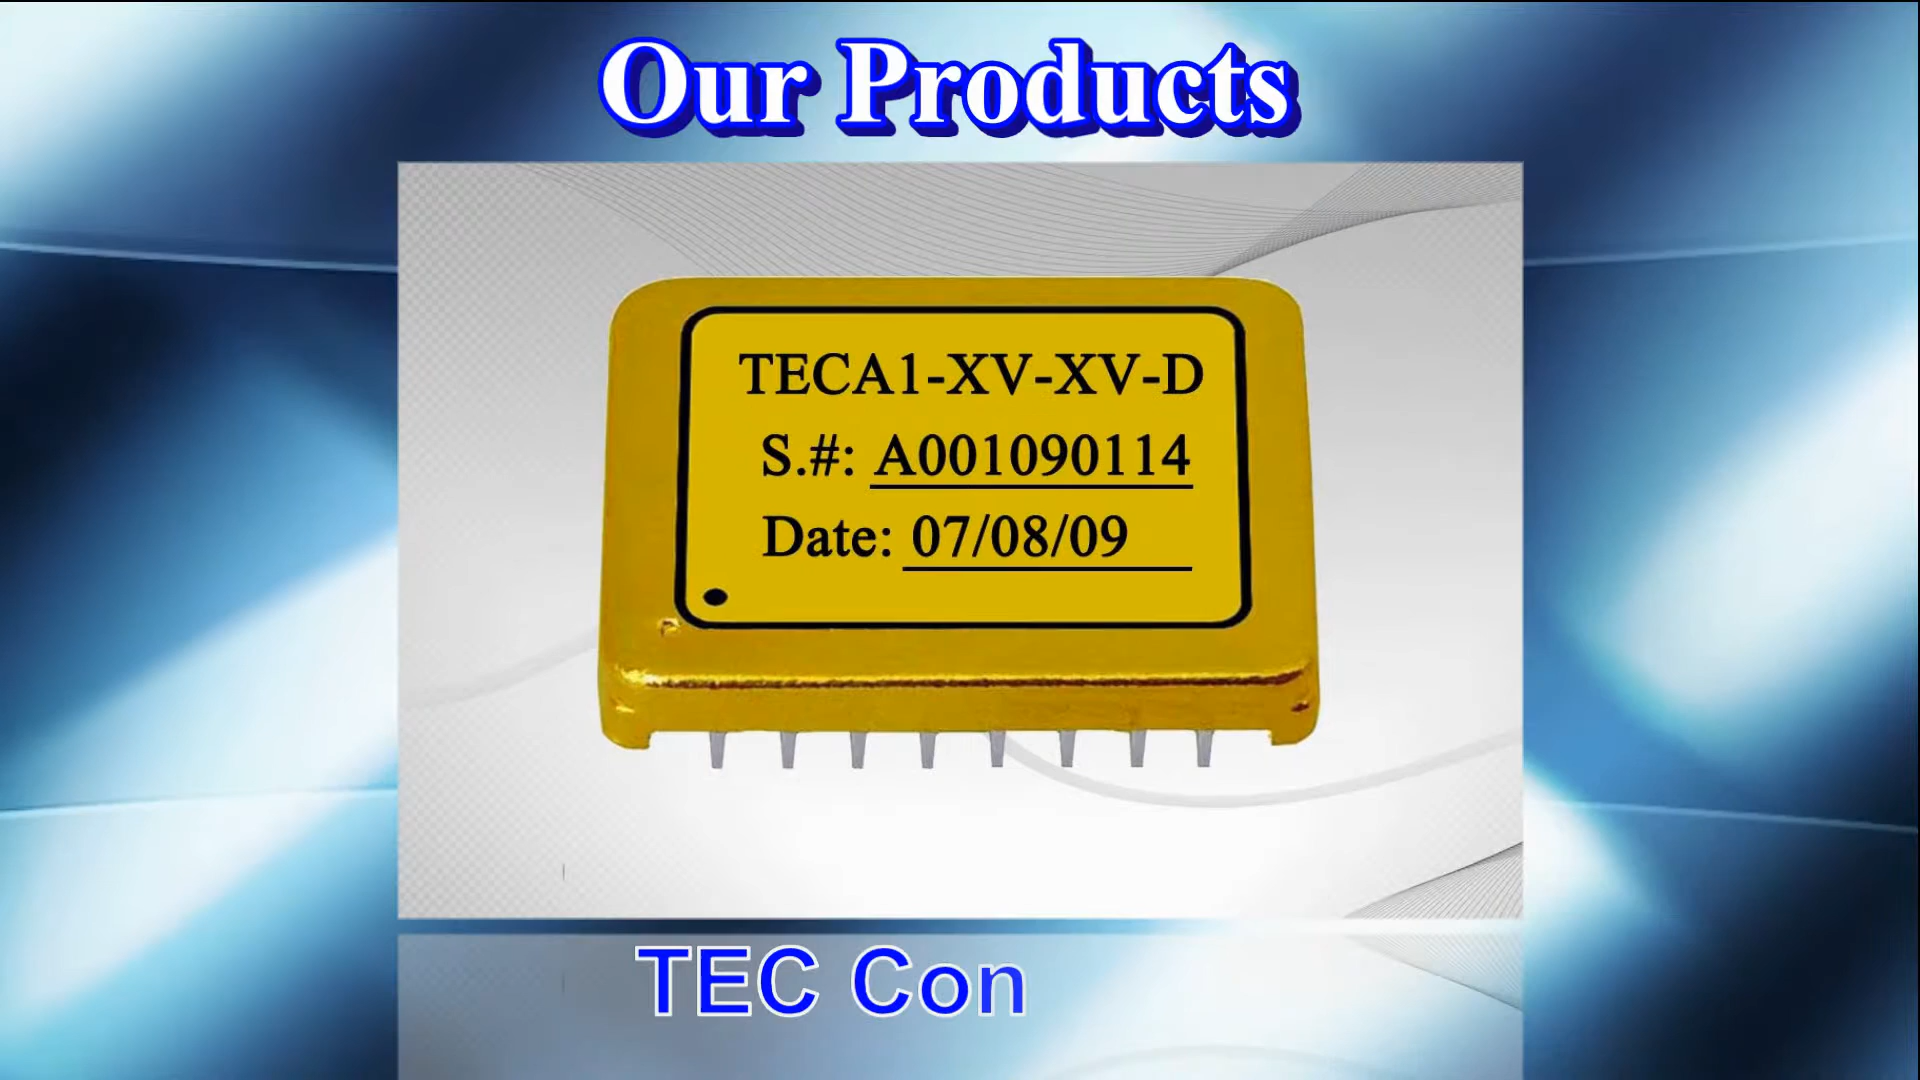 Our Products
TECA1-XV-XV-D
S.#: A001090114
Date: 07/08/09
TEC Con